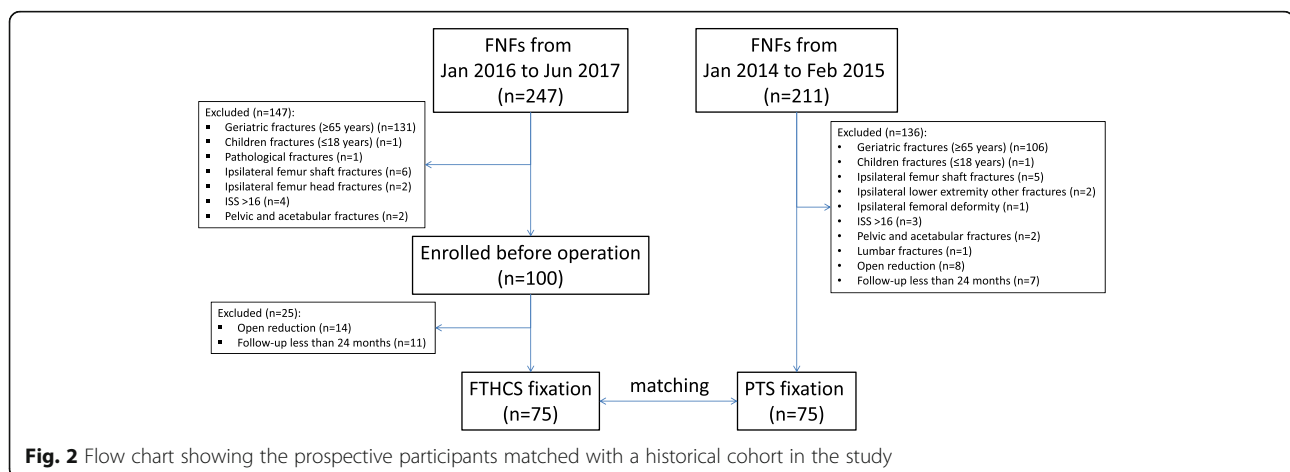 FNFs from
Jan 2016 to Jun 2017
(n=247)
FNFs from
Jan 2014 to Feb 2015
(n=211)
Excluded (n=147):
▪ Geriatric fractures (≥65 years) (n=131)
▪ Children fractures (≤18 years) (n=1)
▪ Pathological fractures (n=1)
▪ Ipsilateral femur shaft fractures (n=6)
▪ Ipsilateral femur head fractures (n=2)
▪ ISS >16 (n=4)
▪ Pelvic and acetabular fractures (n=2)
Excluded (n=136):
• Geriatric fractures (≥65 years) (n=106)
• Children fractures (≤18 years) (n=1)
• Ipsilateral femur shaft fractures (n=5)
• Ipsilateral lower extremity other fractures (n=2)
• Ipsilateral femoral deformity (n=1)
• ISS >16 (n=3)
• Pelvic and acetabular fractures (n=2)
• Lumbar fractures (n=1)
• Open reduction (n=8)
• Follow-up less than 24 months (n=7)
Enrolled before operation
(n=100)
Excluded (n=25):
▪ Open reduction (n=14)
▪ Follow-up less than 24 months (n=11)
FTHCS fixation
(n=75)
matching
PTS fixation
(n=75)
Fig. 2 Flow chart showing the prospective participants matched with a historical cohort in the study